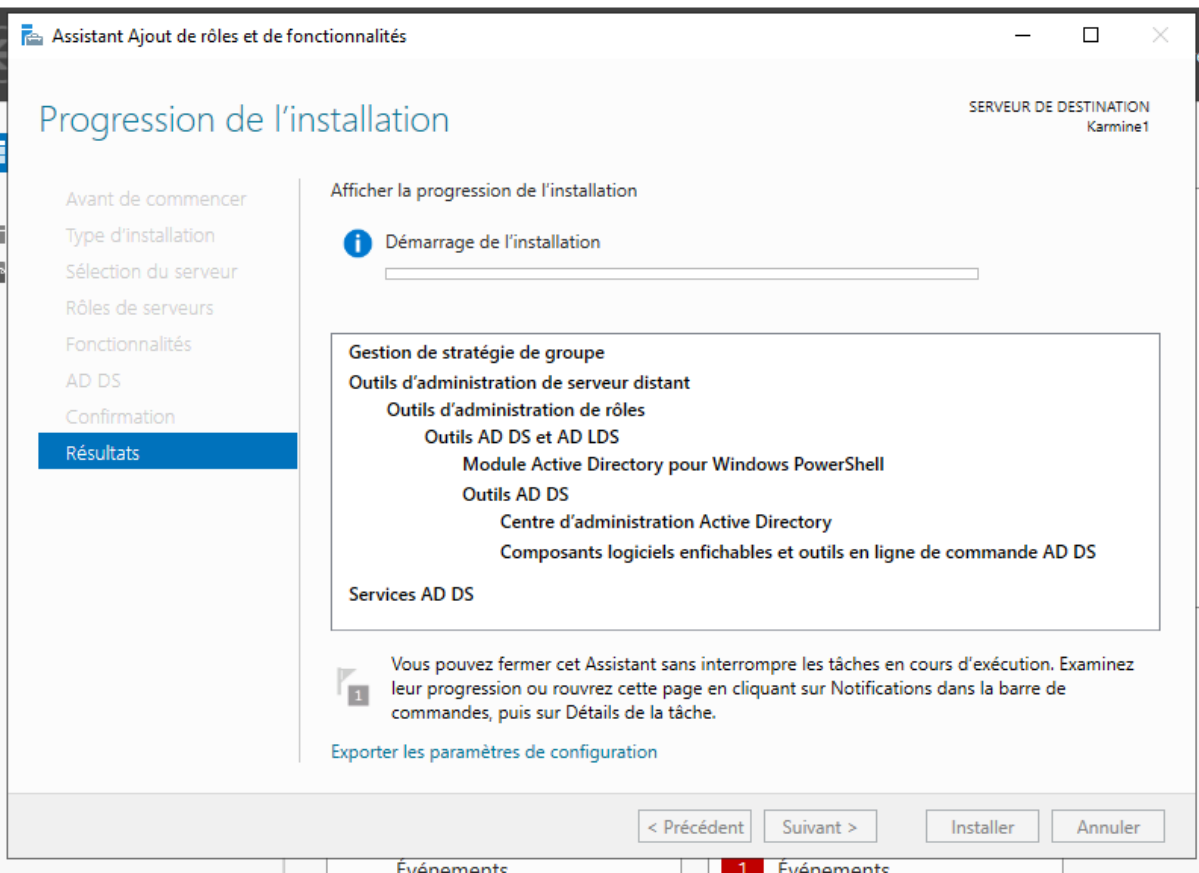 Assistant Ajout de rôles et de fonctionnalités
Progression de l'installation
SERVEUR DE DESTINATION
Karmine1
Avant de commencer
Type d'installation
Sélection du serveur
Rôles de serveurs
Fonctionnalités
AD DS
Confirmation
Résultats
Afficher la progression de l'installation
Démarrage de l'installation
Gestion de stratégie de groupe
Outils d'administration de serveur distant
Outils d'administration de rôles
Outils AD DS et AD LDS
Module Active Directory pour Windows PowerShell
Outils AD DS
Centre d'administration Active Directory
Composants logiciels enfichables et outils en ligne de commande AD DS
Services AD DS
1
Vous pouvez fermer cet Assistant sans interrompre les tâches en cours d'exécution. Examinez
leur progression ou rouvrez cette page en cliquant sur Notifications dans la barre de
commandes, puis sur Détails de la tâche.
Exporter les paramètres de configuration
< Précédent
Suivant >
Installer
Annuler
Événements
1 Événements